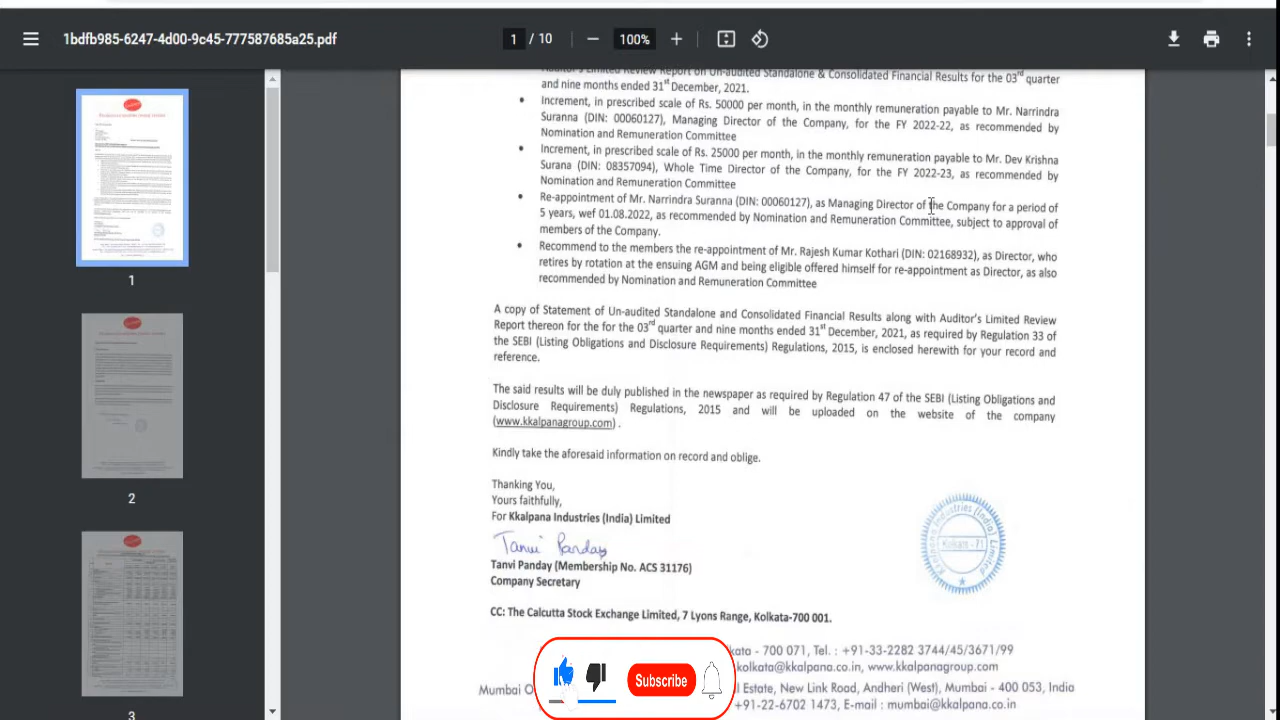 1bdfb985-6247-4d00-9c45-777587685a25.pdf
1 / 10
100%
Auditor's Limited Review Report on Un-audited Standalone & Consolidated Financial Results for the 03rd quarter
and nine months ended 31st December, 2021.
• Increment, in prescribed scale of Rs. 50000 per month, in the monthly remuneration payable to Mr. Narrindra
Suranna (DIN: 00060127), Managing Director of the Company, for the FY 2022-22, as recommended by
Nomination and Remuneration Committee
• Increment, in prescribed scale of Rs. 25000 per month, in the monthly remuneration payable to Mr. Dev Krishna
Surana (DIN: 08357094), Whole Time Director of the Company, for the FY 2022-23, as recommended by
Nomination and Remuneration Committee
• Re-appointment of Mr. Narrindra Suranna (DIN: 00060127), as Managing Director of the Company for a period of
5 years, wef 01.08.2022, as recommended by Nomination and Remuneration Committee, subject to approval of
members of the Company.
• Recommend to the members the re-appointment of Mr. Rajesh Kumar Kothari (DIN: 02168932), as Director, who
retires by rotation at the ensuing AGM and being eligible offered himself for re-appointment as Director, as also
recommended by Nomination and Remuneration Committee
A copy of Statement of Un-audited Standalone and Consolidated Financial Results along with Auditor's Limited Review
Report thereon for the for the 03rd quarter and nine months ended 31st December, 2021, as required by Regulation 33 of
the SEBI (Listing Obligations and Disclosure Requirements) Regulations, 2015, is enclosed herewith for your record and
reference.
The said results will be duly published in the newspaper as required by Regulation 47 of the SEBI (Listing Obligations and
Disclosure Requirements) Regulations, 2015 and will be uploaded on the website of the company
(www.kkalpanagroup.com) .
Kindly take the aforesaid information on record and oblige.
Thanking You,
Yours faithfully,
For Kkalpana Industries (India) Limited
Tanvi Panday
Tanvi Panday (Membership No. ACS 31176)
Company Secretary
Kkalpana Industries (India) Limited
Kolkata - 71
CC: The Calcutta Stock Exchange Limited, 7 Lyons Range, Kolkata-700 001.
kata - 700 071, Tel. : +91-33-2282 3744/45/3671/99
kolkata@kkalpana.co.in, www.kkalpanagroup.com
Mumbai O
l Estate, New Link Road, Andheri (West), Mumbai - 400 053, India
+91-22-6702 1473, E-mail : mumbai@kkalpana.co.in
Subscribe
1
2
3